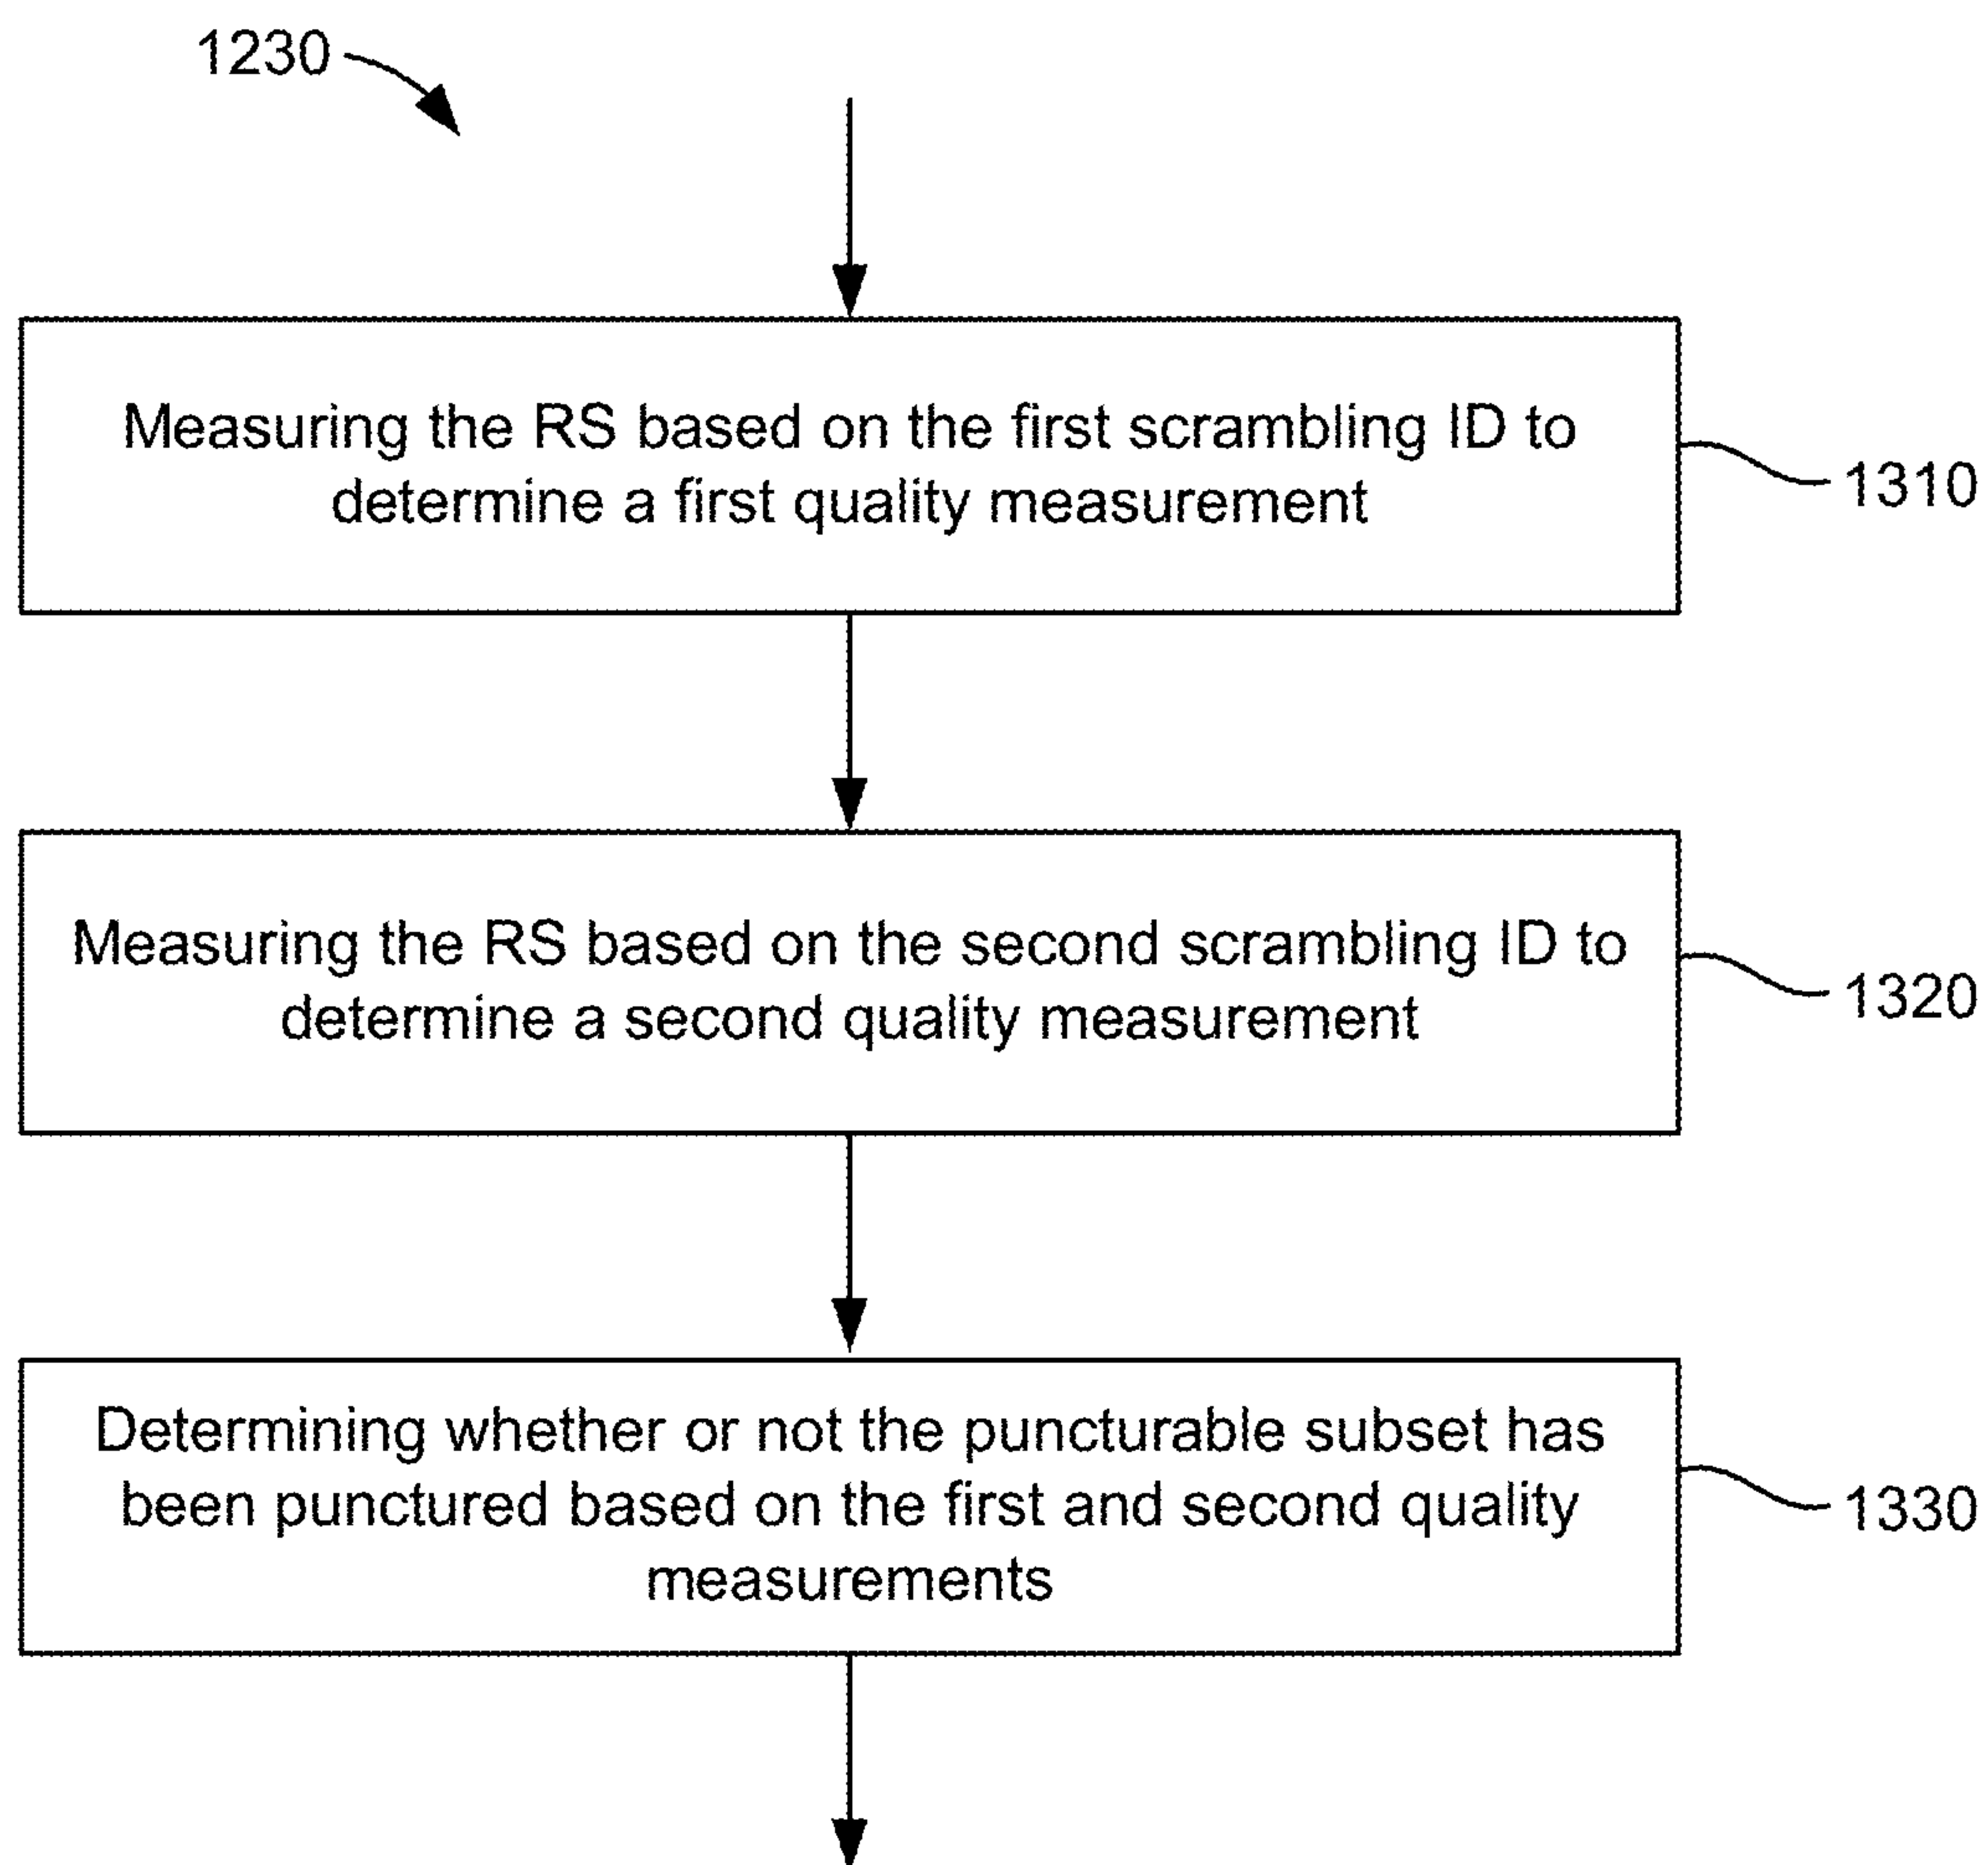 1230
Measuring the RS based on the first scrambling ID to
determine a first quality measurement
1310
Measuring the RS based on the second scrambling ID to
determine a second quality measurement
1320
Determining whether or not the puncturable subset has
been punctured based on the first and second quality
measurements
1330